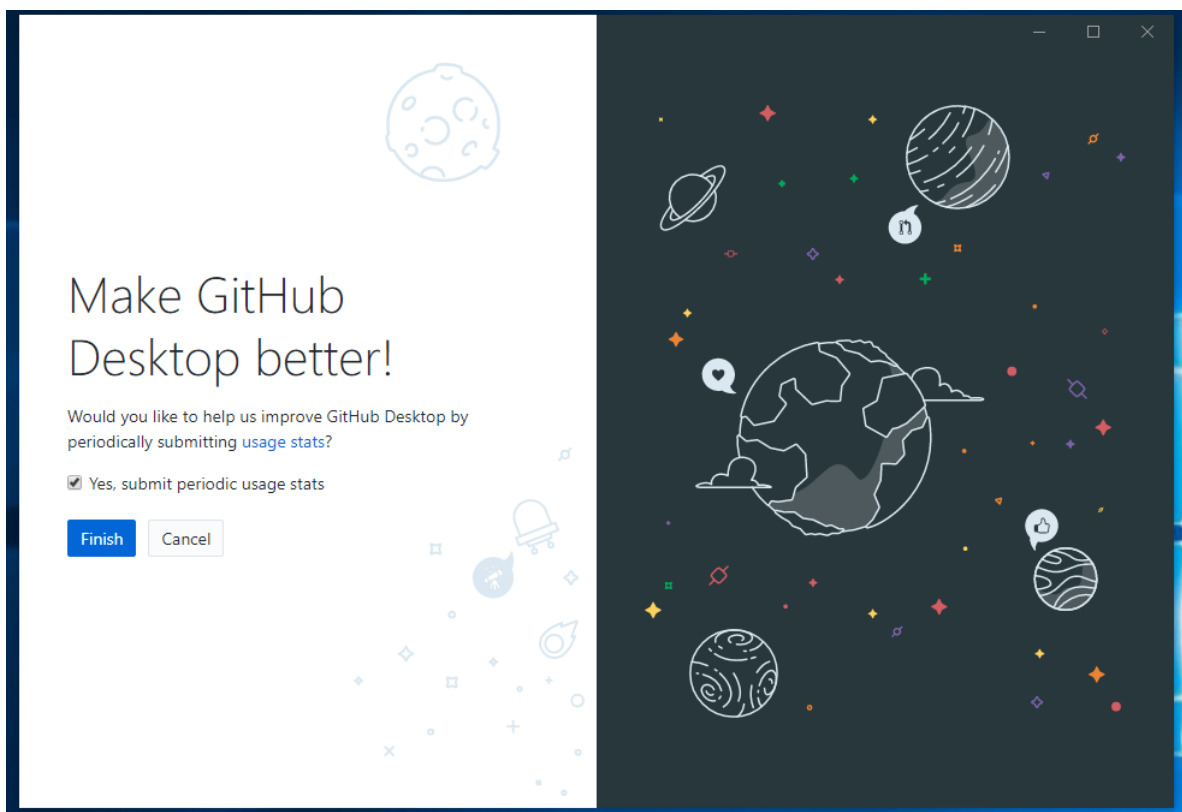 Make GitHub
Desktop better!
Would you like to help us improve GitHub Desktop by
periodically submitting usage stats?
Yes, submit periodic usage stats
Finish Cancel